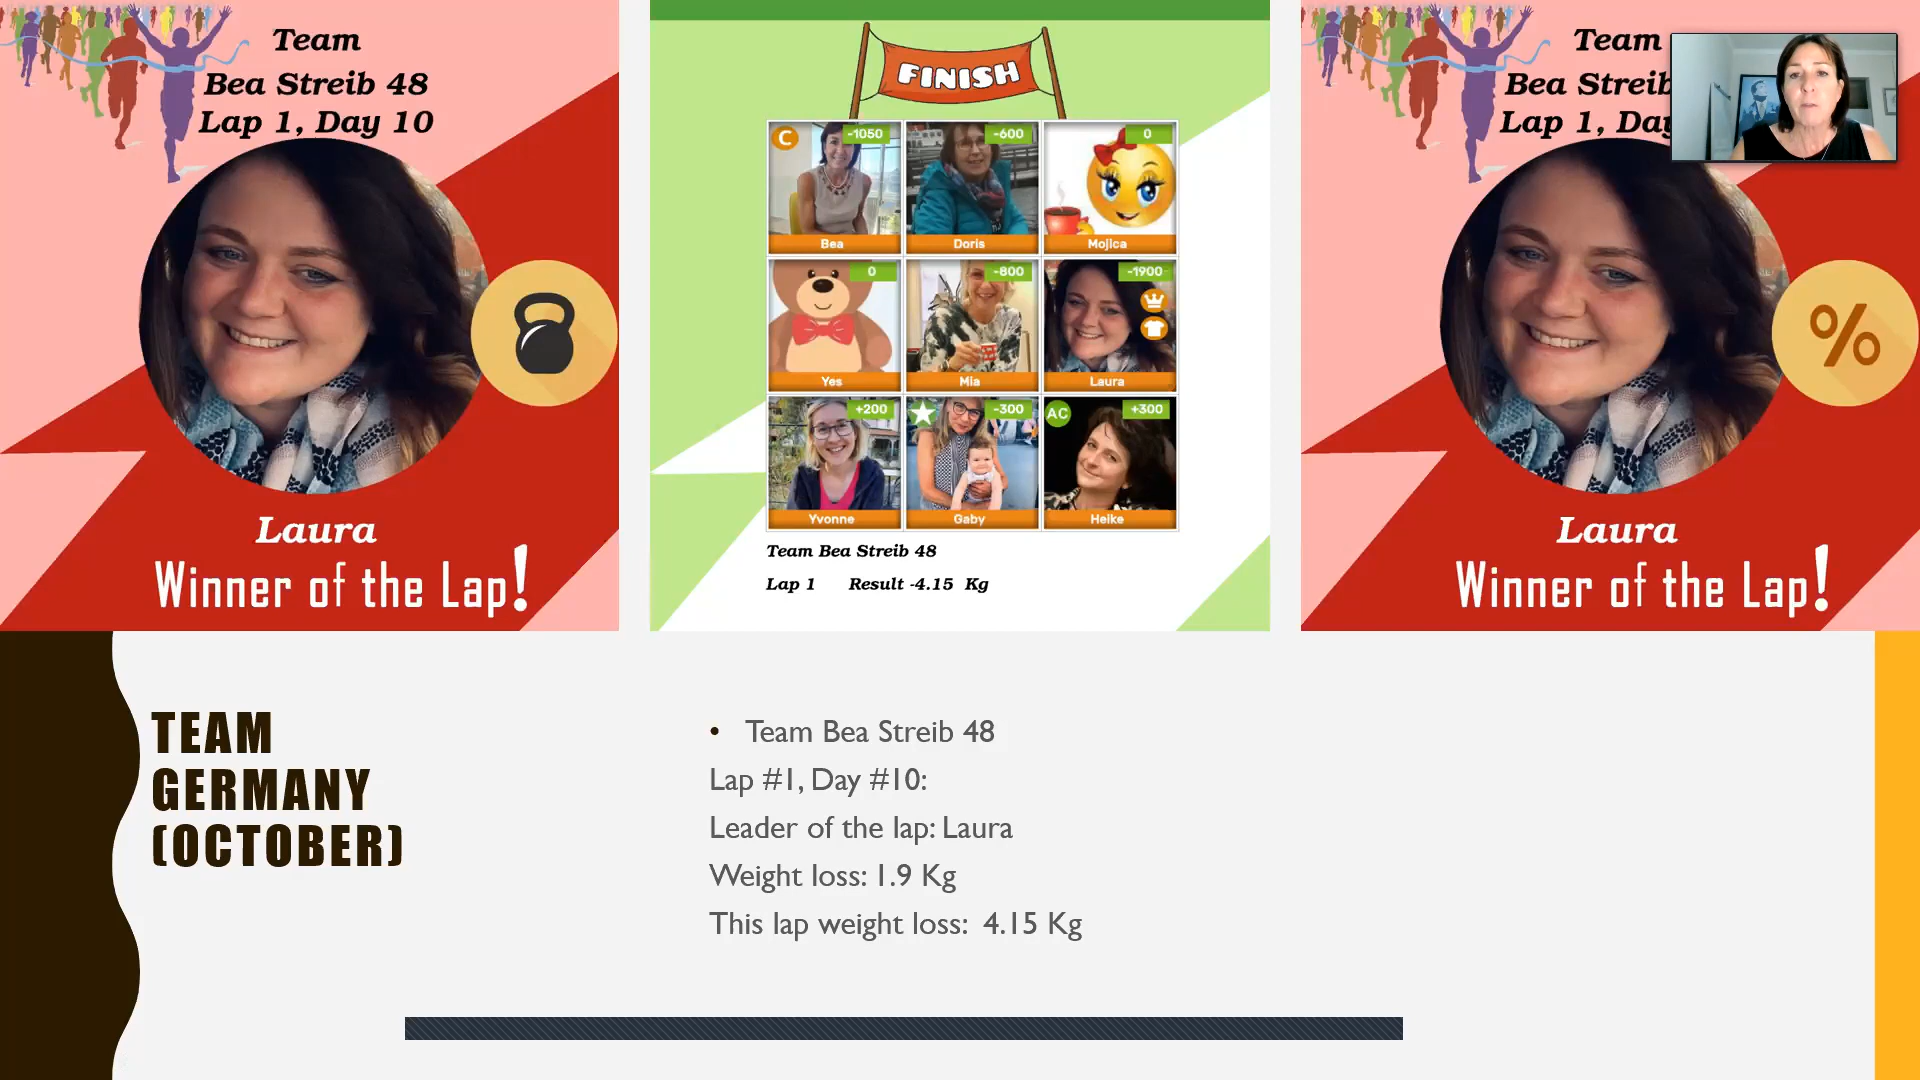 Team
Bea Streib 48
Lap 1, Day 10
Laura
Winner of the Lap!
FINISH
C
-1050
-600
0
Bea
Doris
Mojica
0
-800
-1900
Yes
Mia
Laura
+200
-300
AC
+300
Yvonne
Gaby
Heike
Team Bea Streib 48
Lap 1 Result -4.15 Kg
Team
Bea Streib
Lap 1, Day
%
Laura
Winner of the Lap!
TEAM
GERMANY
(OCTOBER)
• Team Bea Streib 48
Lap #1, Day #10:
Leader of the lap: Laura
Weight loss: 1.9 Kg
This lap weight loss: 4.15 Kg